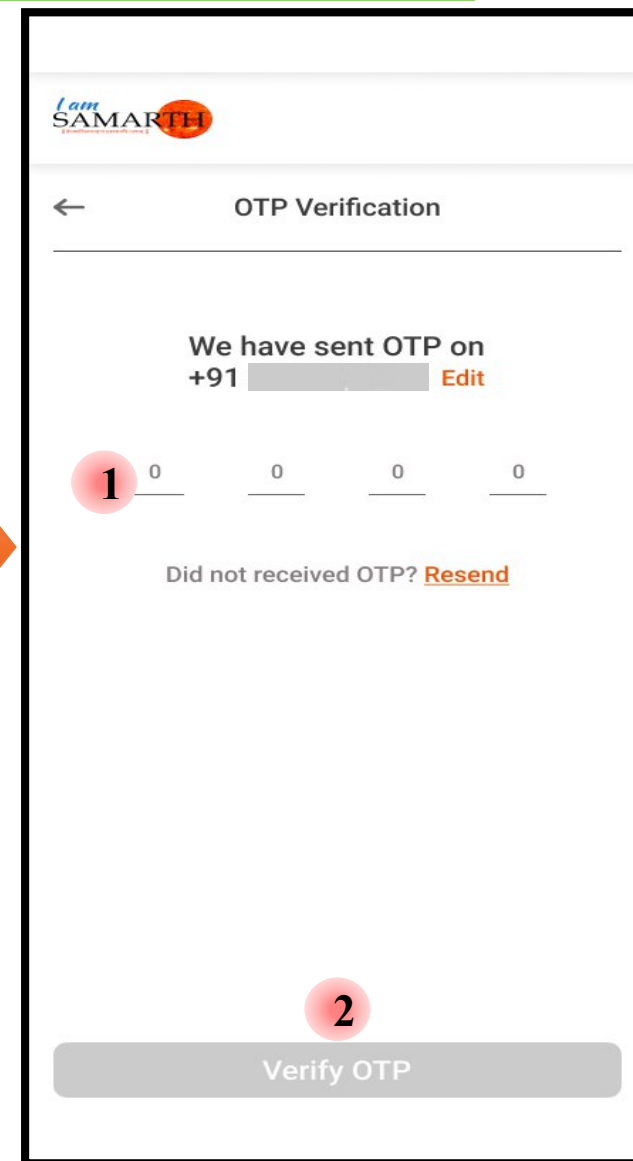 I am
SAMARTH
OTP Verification
We have sent OTP on
+91 Edit
1 0 0 0 0
Did not received OTP? Resend
2
Verify OTP